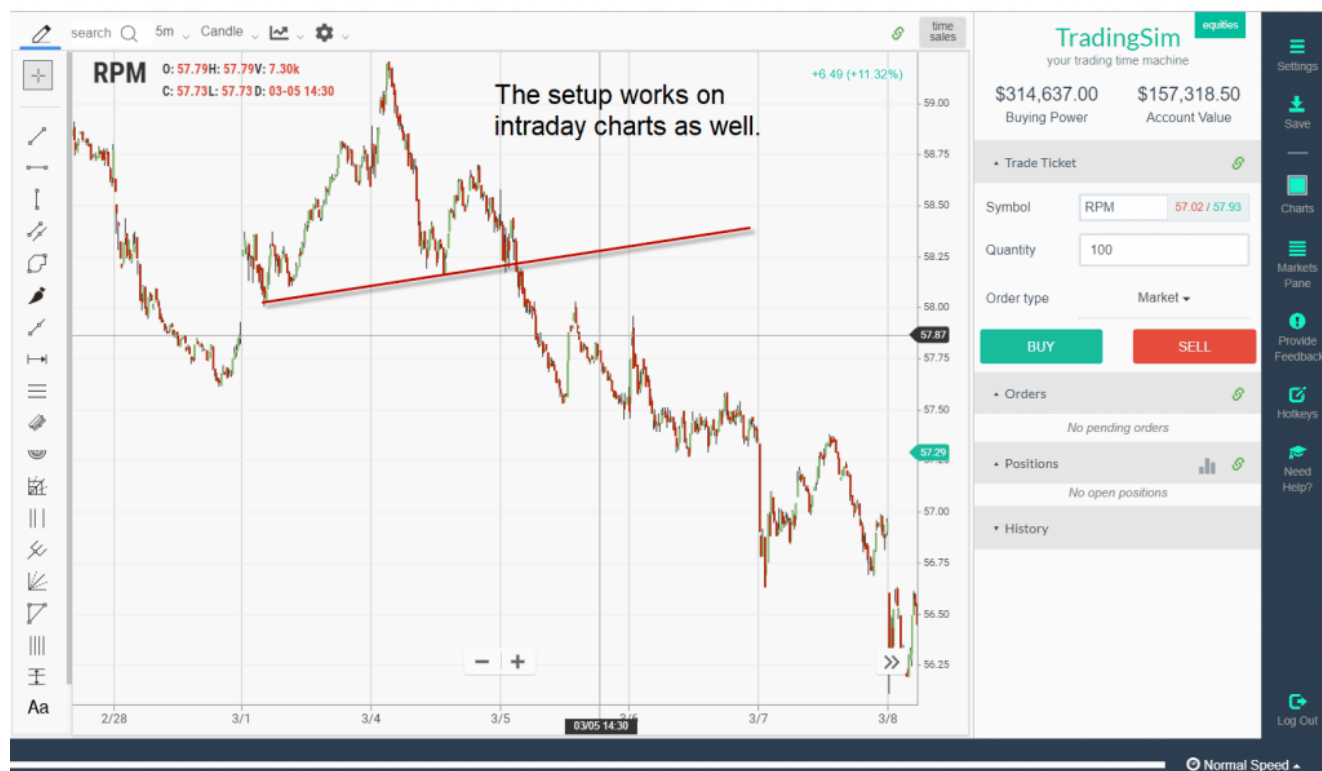 search
5m
Candle
time
sales
RPM
O: 57.79H: 57.79V: 7.30k
C: 57.73L: 57.73 D: 03-05 14:30
+6.49 (+11.32%)
The setup works on
intraday charts as well.
59.00
58.75
58.50
58.25
58.00
57.87
57.75
57.50
57.29
57.00
56.75
56.50
56.25
2/28
3/1
3/4
3/5
3/7
3/8
03/05 14:30
Aa
equities
TradingSim
your trading time machine
$314,637.00 $157,318.50
Buying Power Account Value
Trade Ticket
Symbol RPM 57.02 / 57.93
Quantity 100
Order type Market
BUY SELL
Orders
No pending orders
Positions
No open positions
History
Settings
Save
Charts
Markets
Pane
Provide
Feedback
Hotkeys
Need
Help?
Log Out
Normal Speed